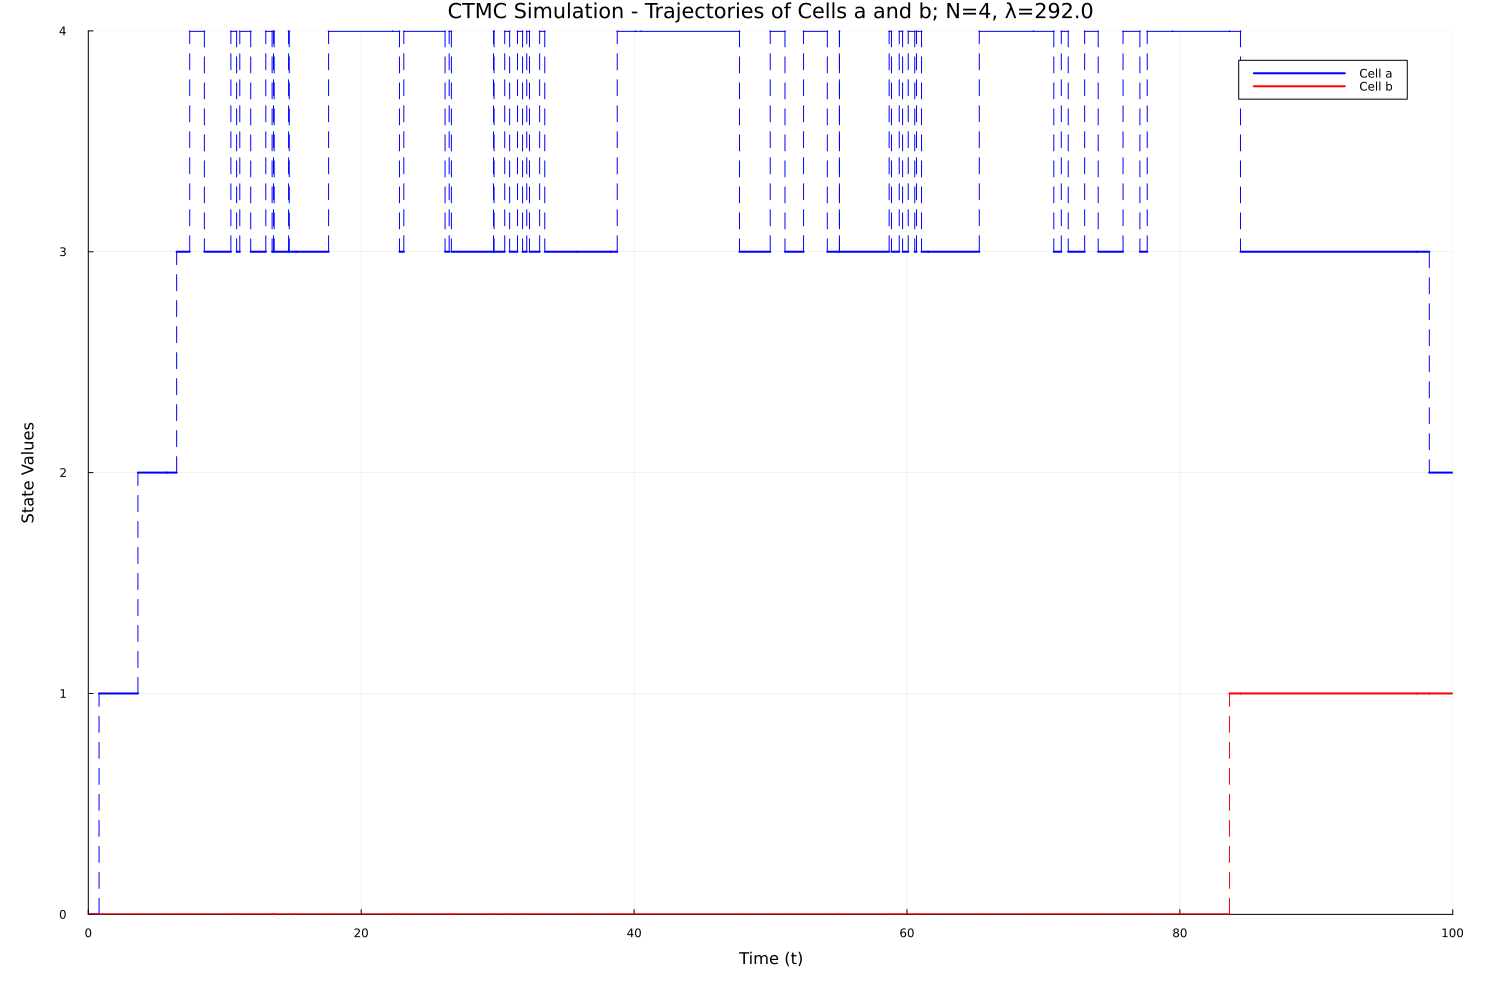 CTMC Simulation - Trajectories of Cells a and b; N=4, λ=292.0
4
Cell a
Cell b
3
State Values
2
1
0
0 20 40 60 80 100
Time (t)